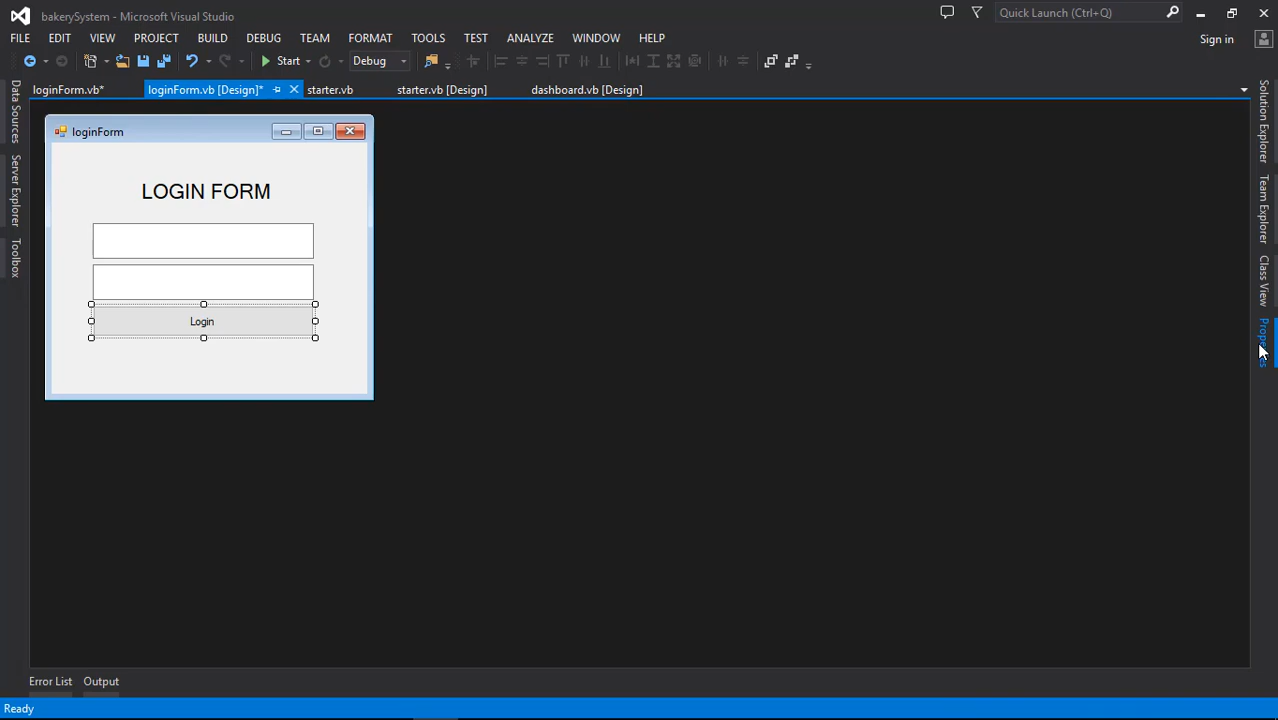 bakerySystem - Microsoft Visual Studio
Quick Launch (Ctrl+Q)
FILE EDIT VIEW PROJECT BUILD DEBUG TEAM FORMAT TOOLS TEST ANALYZE WINDOW HELP
Sign in
Start Debug
loginForm.vb* loginForm.vb [Design]* starter.vb starter.vb [Design] dashboard.vb [Design]
Data Sources
Server Explorer
Toolbox
loginForm
LOGIN FORM
Login
Solution Explorer
Team Explorer
Class View
Properties
Error List Output
Ready